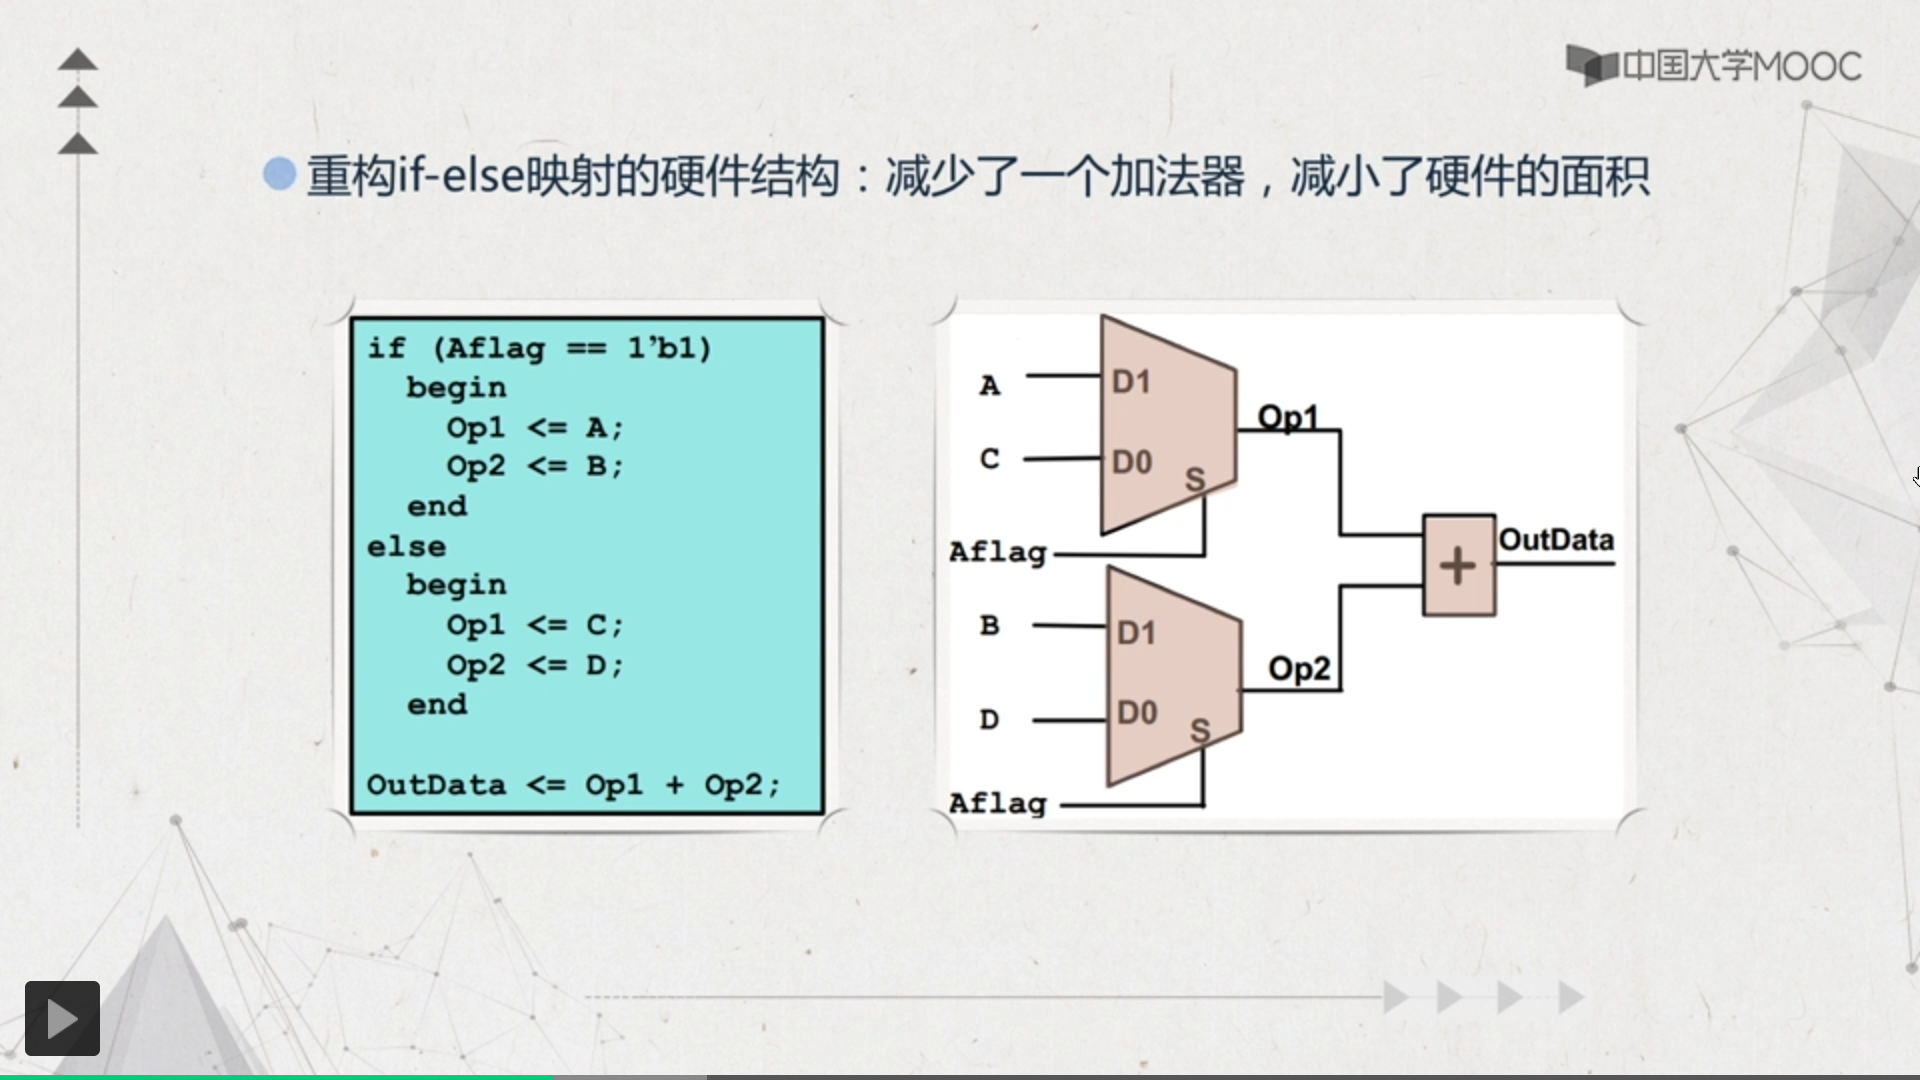 中国大学MOOC
重构if-else映射的硬件结构：减少了一个加法器，减小了硬件的面积
if (Aflag == 1’b1)
begin
Op1 <= A;
Op2 <= B;
end
else
begin
Op1 <= C;
Op2 <= D;
end
OutData <= Op1 + Op2;
A
D1
Op1
C
D0
S
Aflag
+
OutData
B
D1
Op2
D
D0
S
Aflag